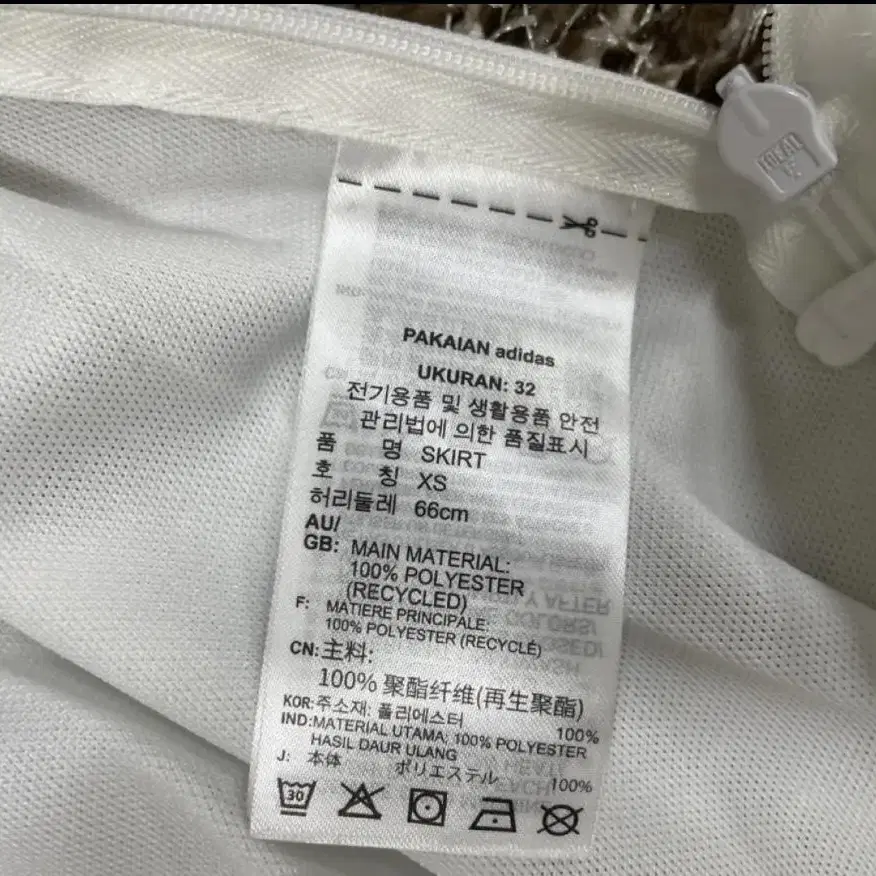 IDEAL
PAKAIAN adidas
UKURAN: 32
전기용품 및 생활용품 안전
관리법에 의한 품질표시
품 명 SKIRT
호 칭 XS
허리둘레 66cm
AU/
GB: MAIN MATERIAL:
100% POLYESTER
(RECYCLED)
F: MATIERE PRINCIPALE:
100% POLYESTER (RECYCLÉ)
CN: 主料:
100% 聚酯纤维(再生聚酯)
KOR: 주소재: 폴리에스터 100%
IND: MATERIAL UTAMA: 100% POLYESTER
HASIL DAUR ULANG
J: 本体 ポリエステル 100%
30